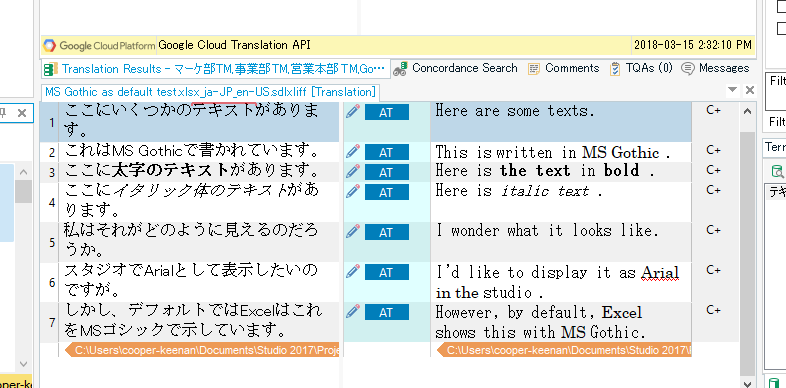 Google Cloud Platform Google Cloud Translation API 2018-03-15 2:32:10 PM
Translation Results - マーケ部TM,事業部TM,営業本部TM,Go… Concordance Search Comments TQAs (0) Messages
MS Gothic as default test.xlsx_ja-JP_en-US.sdlxliff [Translation]
Filt
1 ここにいくつかのテキストがありま AT Here are some texts. C+
す。
Filt
2 これはMS Gothicで書かれています。 AT This is written in MS Gothic . C+
Term
3 ここに太字のテキストがあります。 AT Here is the text in bold . C+
4 ここにイタリック体のテキストがあ AT Here is italic text . C+
ります。
テキ
5 私はそれがどのように見えるのだろ AT I wonder what it looks like. C+
うか。
6 スタジオでArialとして表示したいの AT I'd like to display it as Arial C+
ですが。 in the studio .
7 しかし、デフォルトではExcelはこれ AT However, by default, Excel C+
をMSゴシックで示しています。 shows this with MS Gothic.
C:\Users\cooper-keenan\Documents\Studio 2017\Proje C:\Users\cooper-keenan\Documents\Studio 2017\
oper-ke